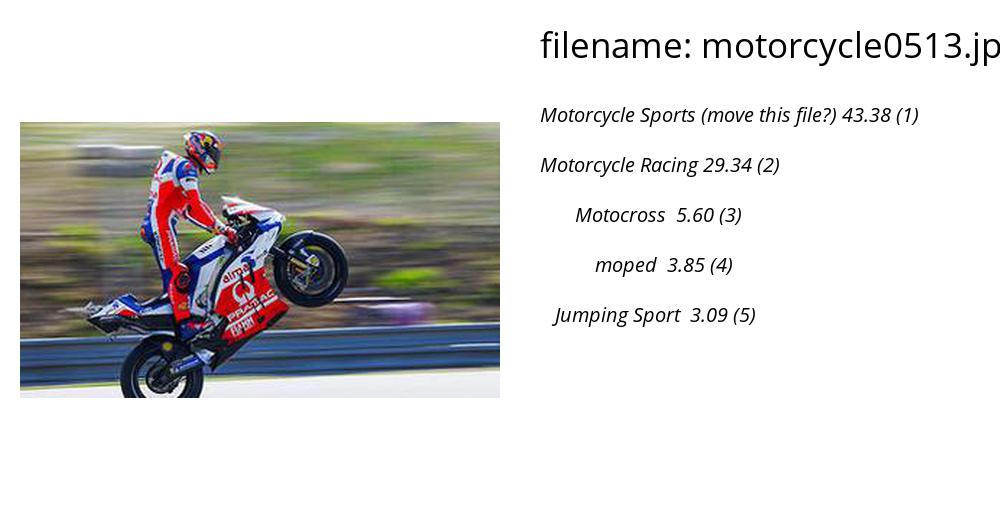 filename: motorcycle0513.jp
Motorcycle Sports (move this file?) 43.38 (1)
Motorcycle Racing 29.34 (2)
Motocross 5.60 (3)
moped 3.85 (4)
Jumping Sport 3.09 (5)
alma
PRAMAC